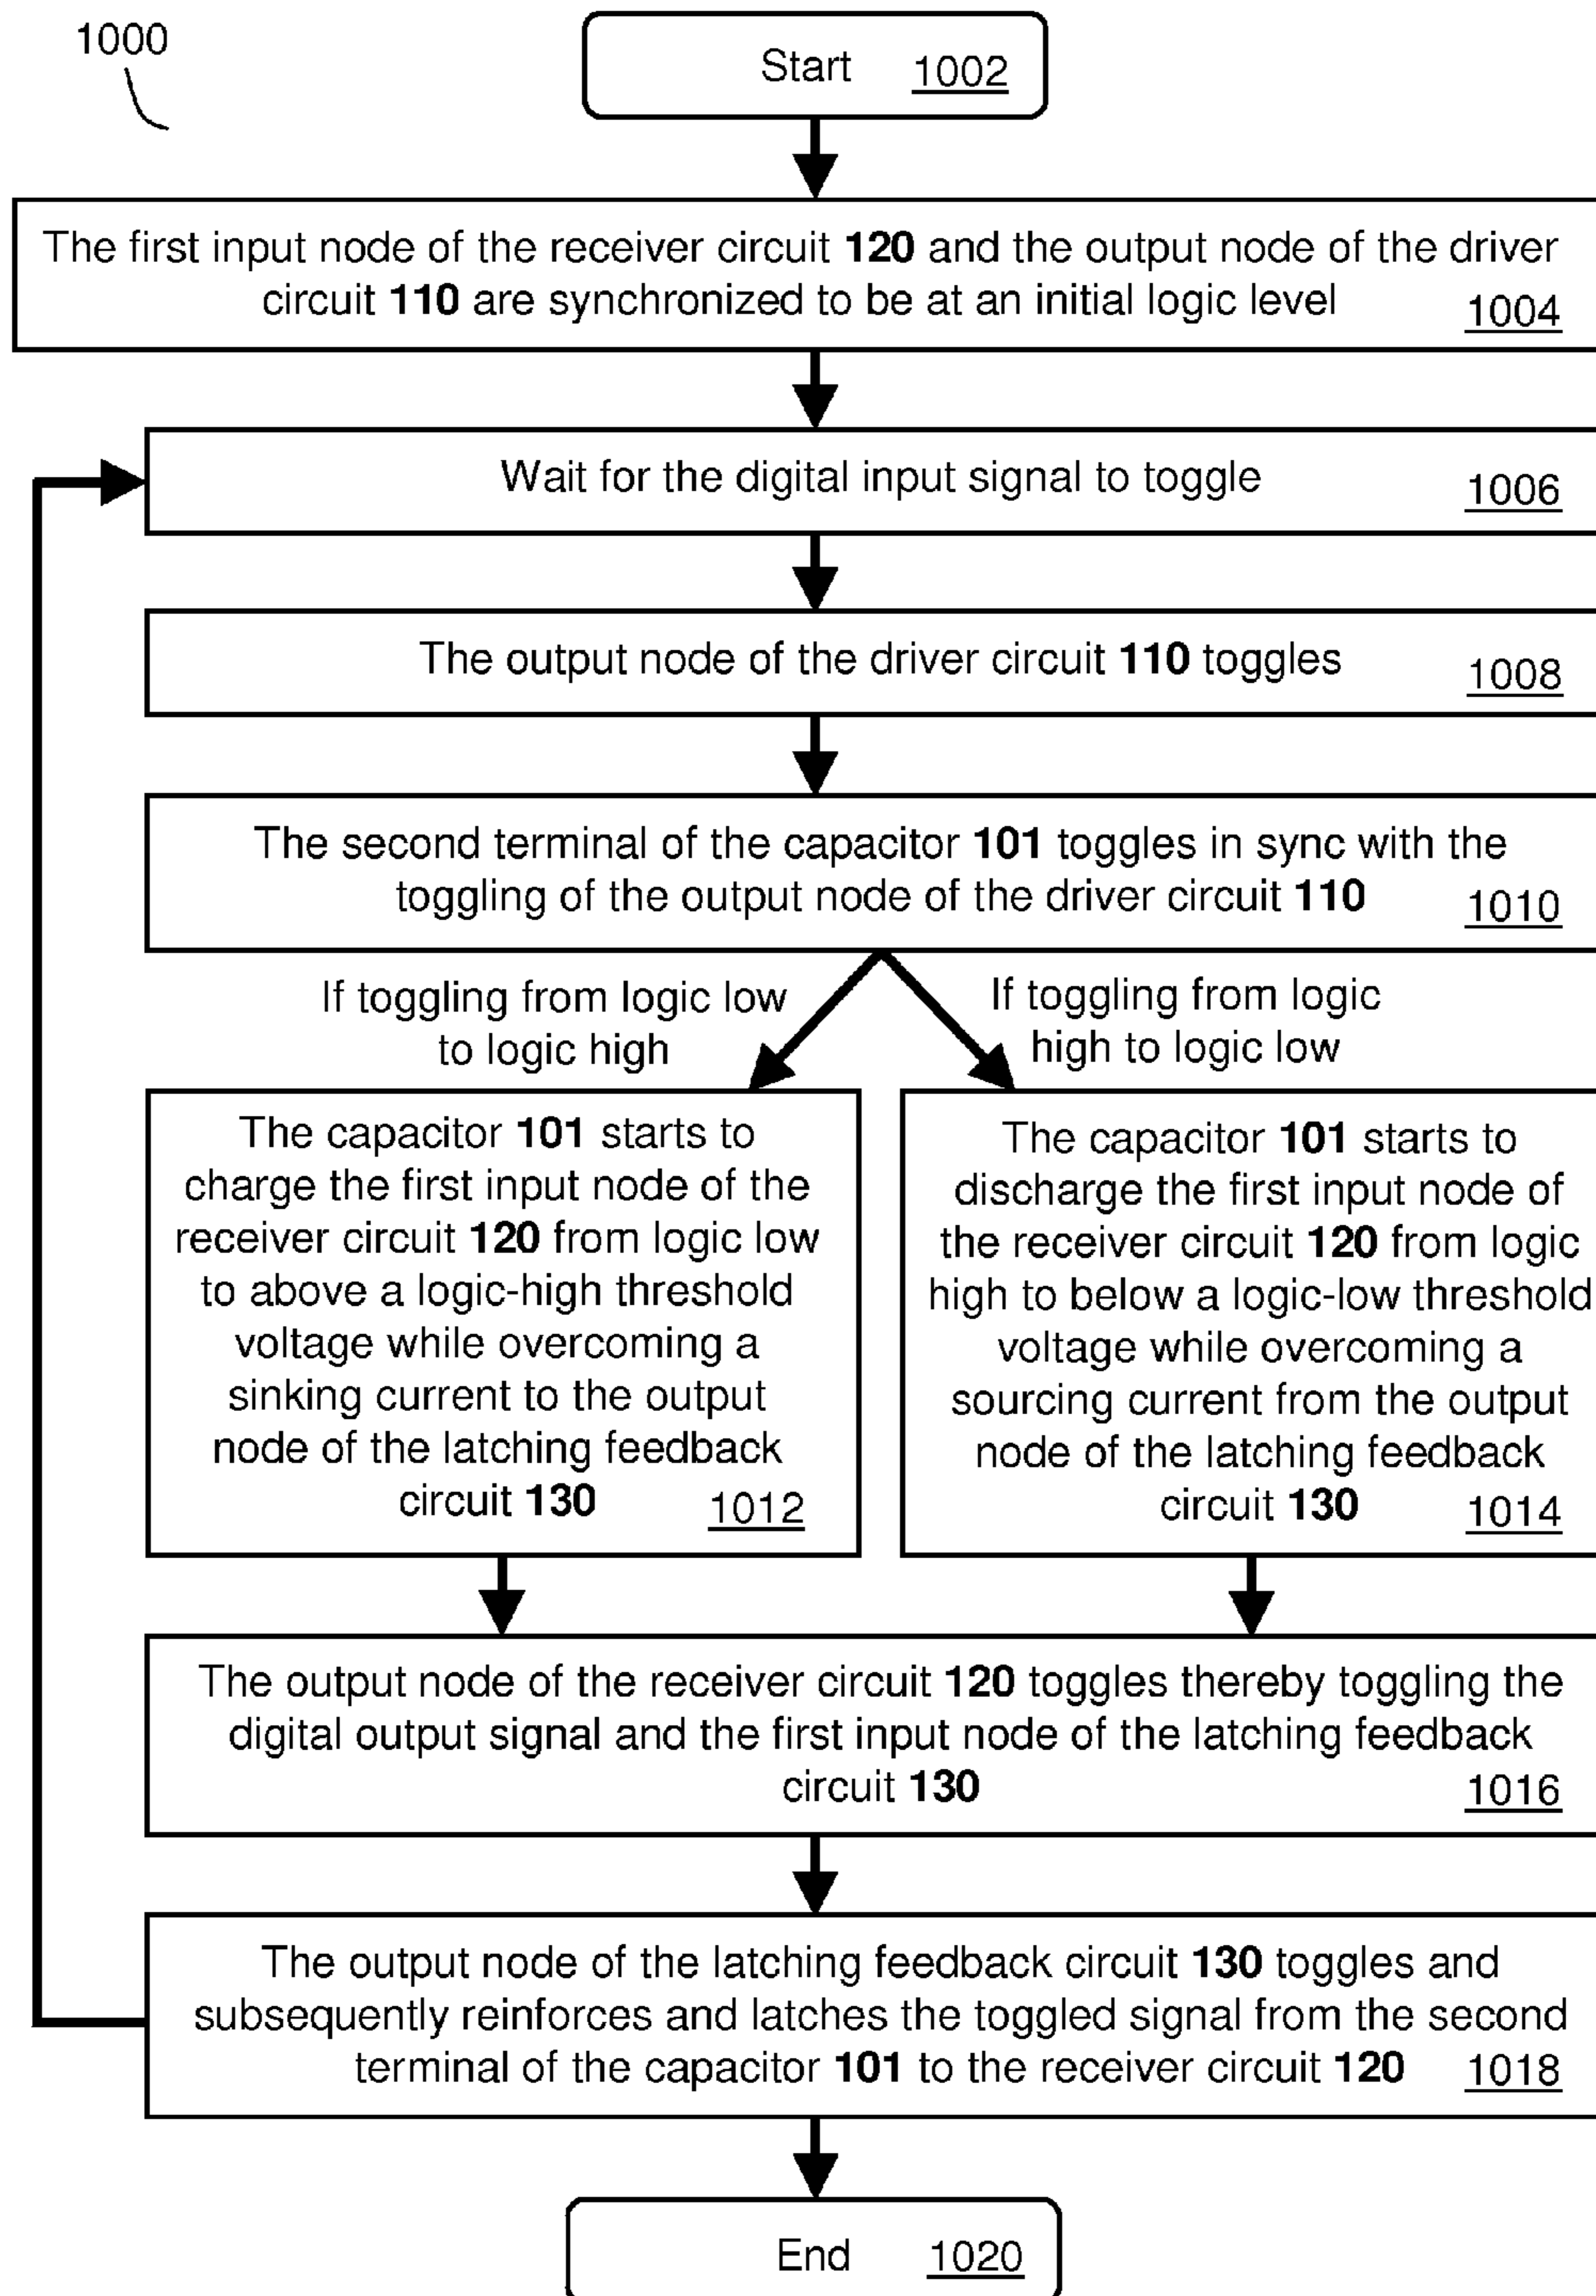 1000
Start 1002
The first input node of the receiver circuit 120 and the output node of the driver
circuit 110 are synchronized to be at an initial logic level 1004
Wait for the digital input signal to toggle 1006
The output node of the driver circuit 110 toggles 1008
The second terminal of the capacitor 101 toggles in sync with the
toggling of the output node of the driver circuit 110 1010
If toggling from logic low
to logic high
If toggling from logic
high to logic low
The capacitor 101 starts to
charge the first input node of the
receiver circuit 120 from logic low
to above a logic-high threshold
voltage while overcoming a
sinking current to the output
node of the latching feedback
circuit 130 1012
The capacitor 101 starts to
discharge the first input node of
the receiver circuit 120 from logic
high to below a logic-low threshold
voltage while overcoming a
sourcing current from the output
node of the latching feedback
circuit 130 1014
The output node of the receiver circuit 120 toggles thereby toggling the
digital output signal and the first input node of the latching feedback
circuit 130 1016
The output node of the latching feedback circuit 130 toggles and
subsequently reinforces and latches the toggled signal from the second
terminal of the capacitor 101 to the receiver circuit 120 1018
End 1020